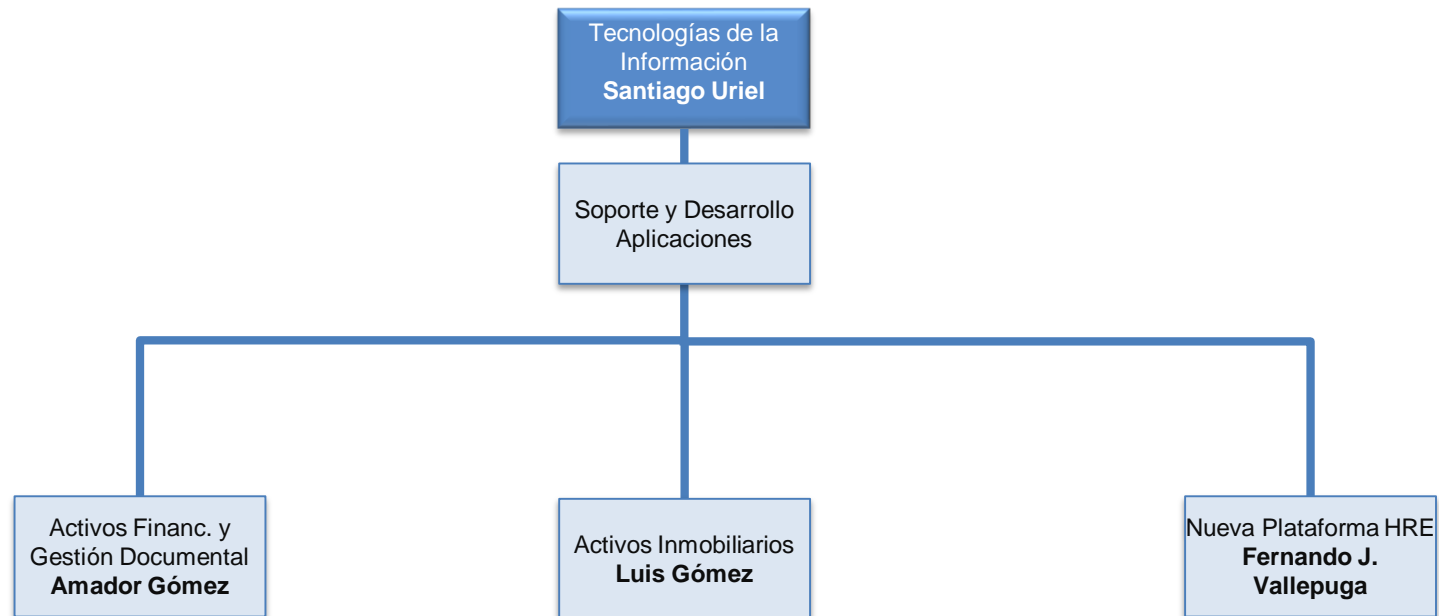 Tecnologías de la
Información
Santiago Uriel
Soporte y Desarrollo
Aplicaciones
Activos Financ. y
Gestión Documental
Amador Gómez
Activos Inmobiliarios
Luis Gómez
Nueva Plataforma HRE
Fernando J.
Vallepuga